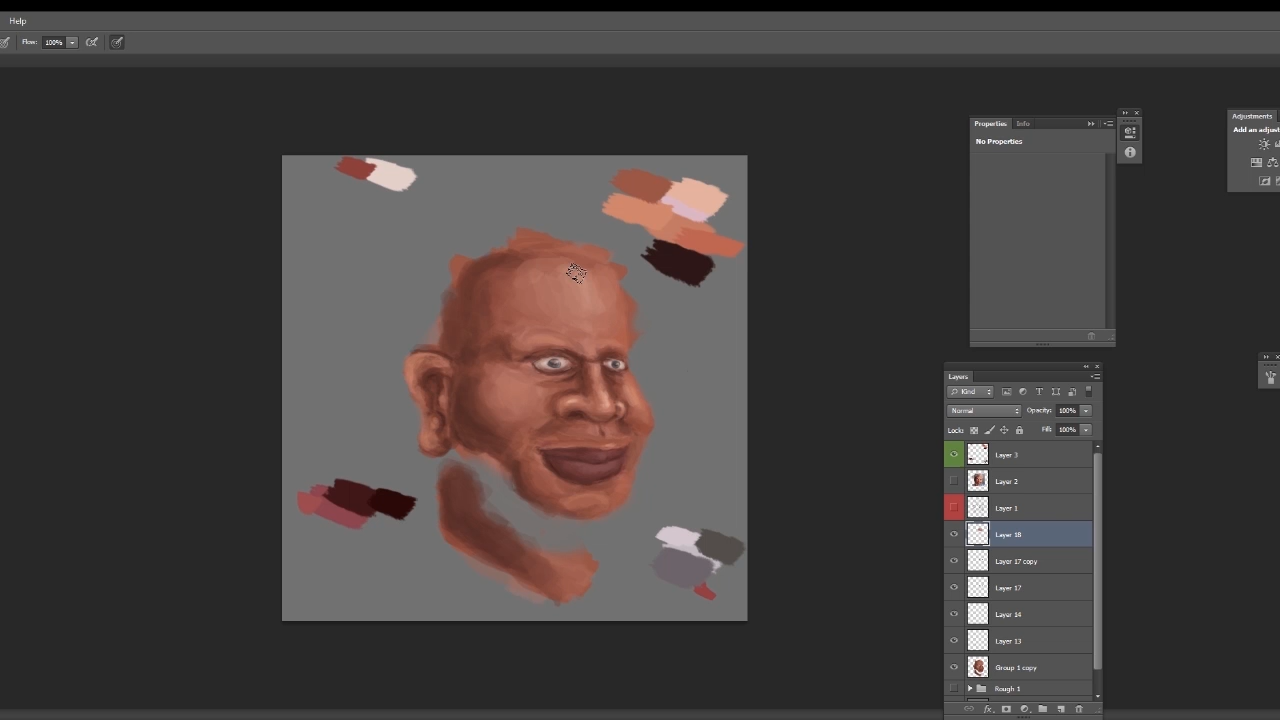 Help
Flow: 100%
Properties Info
No Properties
Adjustments
Add an adjust
Layers
Kind
Normal Opacity: 100%
Lock: Fill: 100%
Layer 3
Layer 2
Layer 1
Layer 18
Layer 17 copy
Layer 17
Layer 14
Layer 13
Group 1 copy
Rough 1
fx